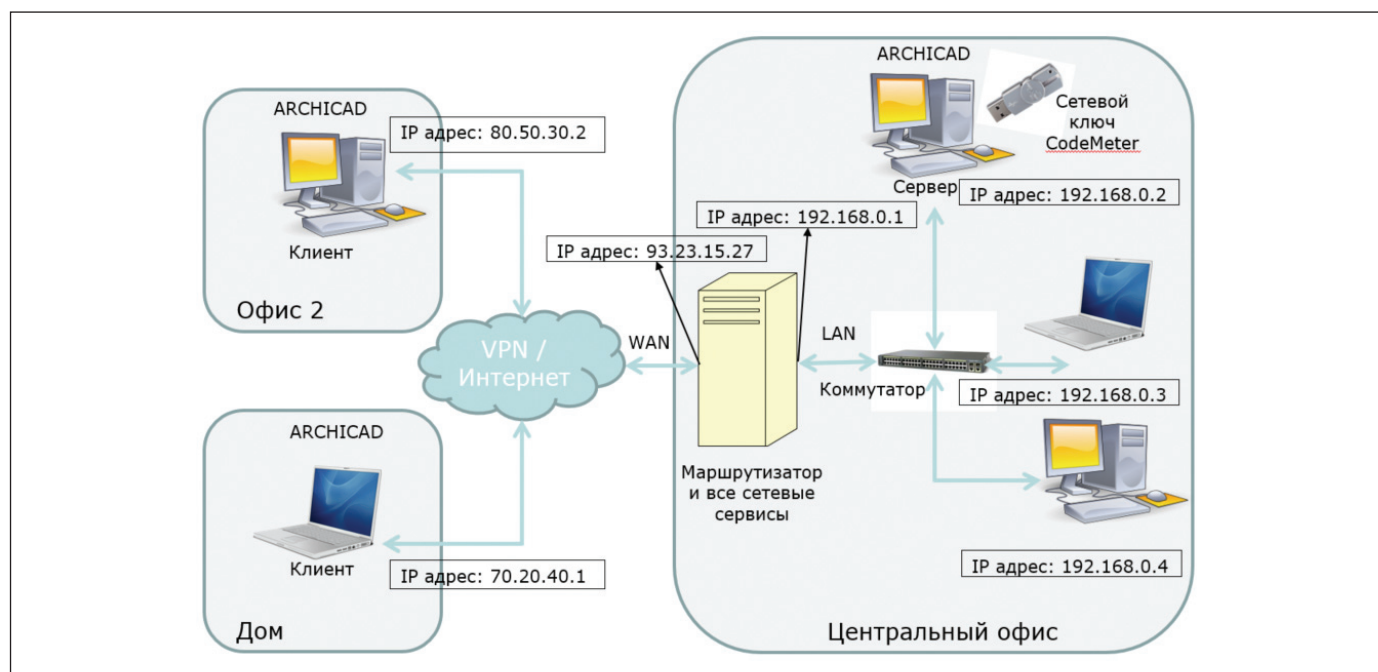 ARCHICAD
IP адрес: 80.50.30.2
Клиент
Офис 2
ARCHICAD
Клиент
IP адрес: 70.20.40.1
Дом
VPN /
Интернет
WAN
IP адрес: 93.23.15.27
IP адрес: 192.168.0.1
Маршрутизатор
и все сетевые
сервисы
LAN
Коммутатор
ARCHICAD
Сетевой
ключ
CodeMeter
Сервер
IP адрес: 192.168.0.2
IP адрес: 192.168.0.3
IP адрес: 192.168.0.4
Центральный офис